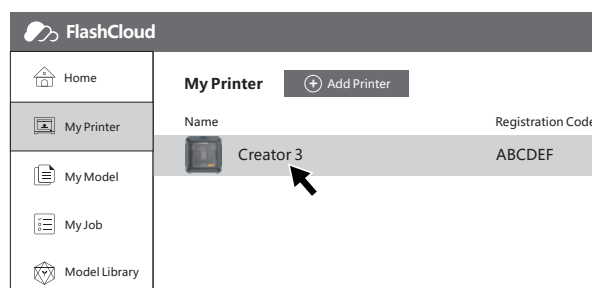 FlashCloud
Home
My Printer
My Model
My Job
Model Library
My Printer
Add Printer
Name
Registration Code
Creator 3
ABCDEF